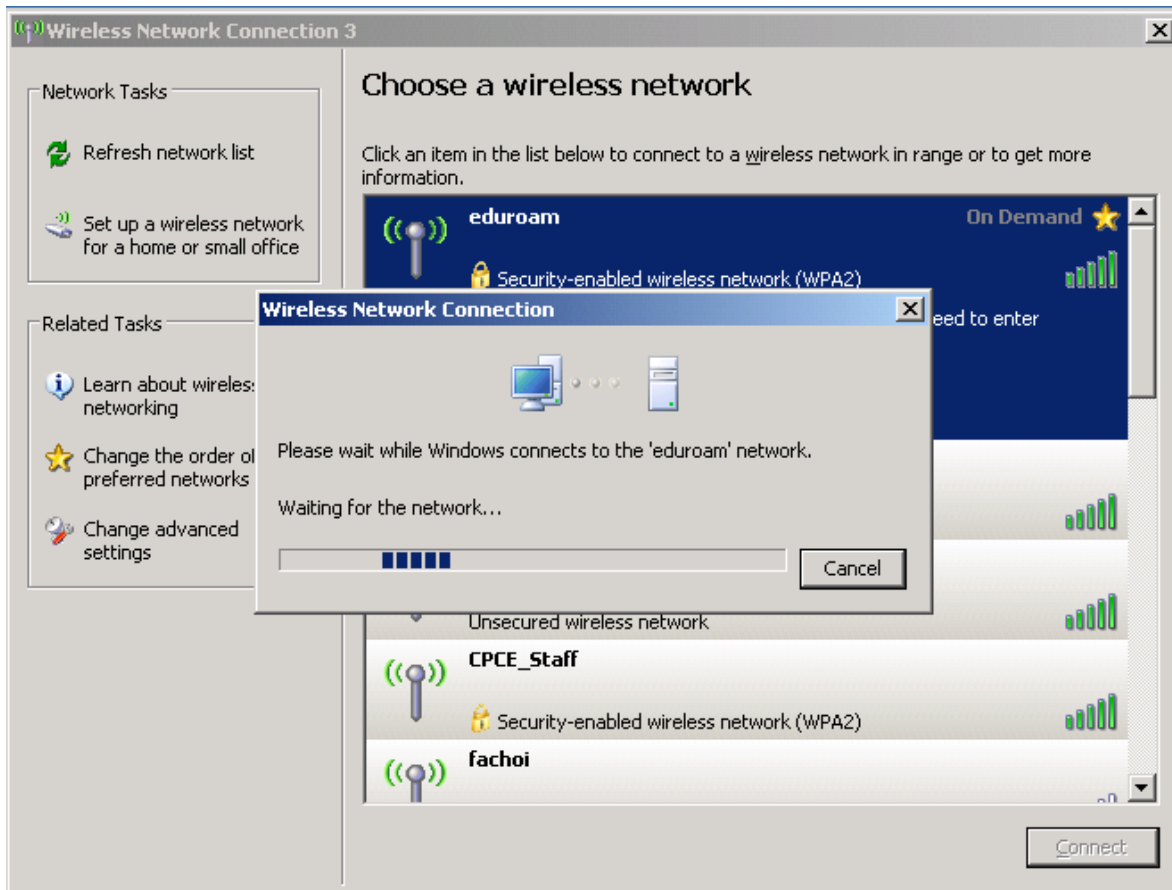 Wireless Network Connection 3
Network Tasks
Refresh network list
Set up a wireless network
for a home or small office
Related Tasks
Learn about wireles
networking
Change the order of
preferred networks
Change advanced
settings
Choose a wireless network
Click an item in the list below to connect to a wireless network in range or to get more
information.
eduroam
On Demand
Security-enabled wireless network (WPA2)
eed to enter
Wireless Network Connection
Please wait while Windows connects to the 'eduroam' network.
Waiting for the network...
Cancel
Unsecured wireless network
CPCE_Staff
Security-enabled wireless network (WPA2)
fachoi
Connect